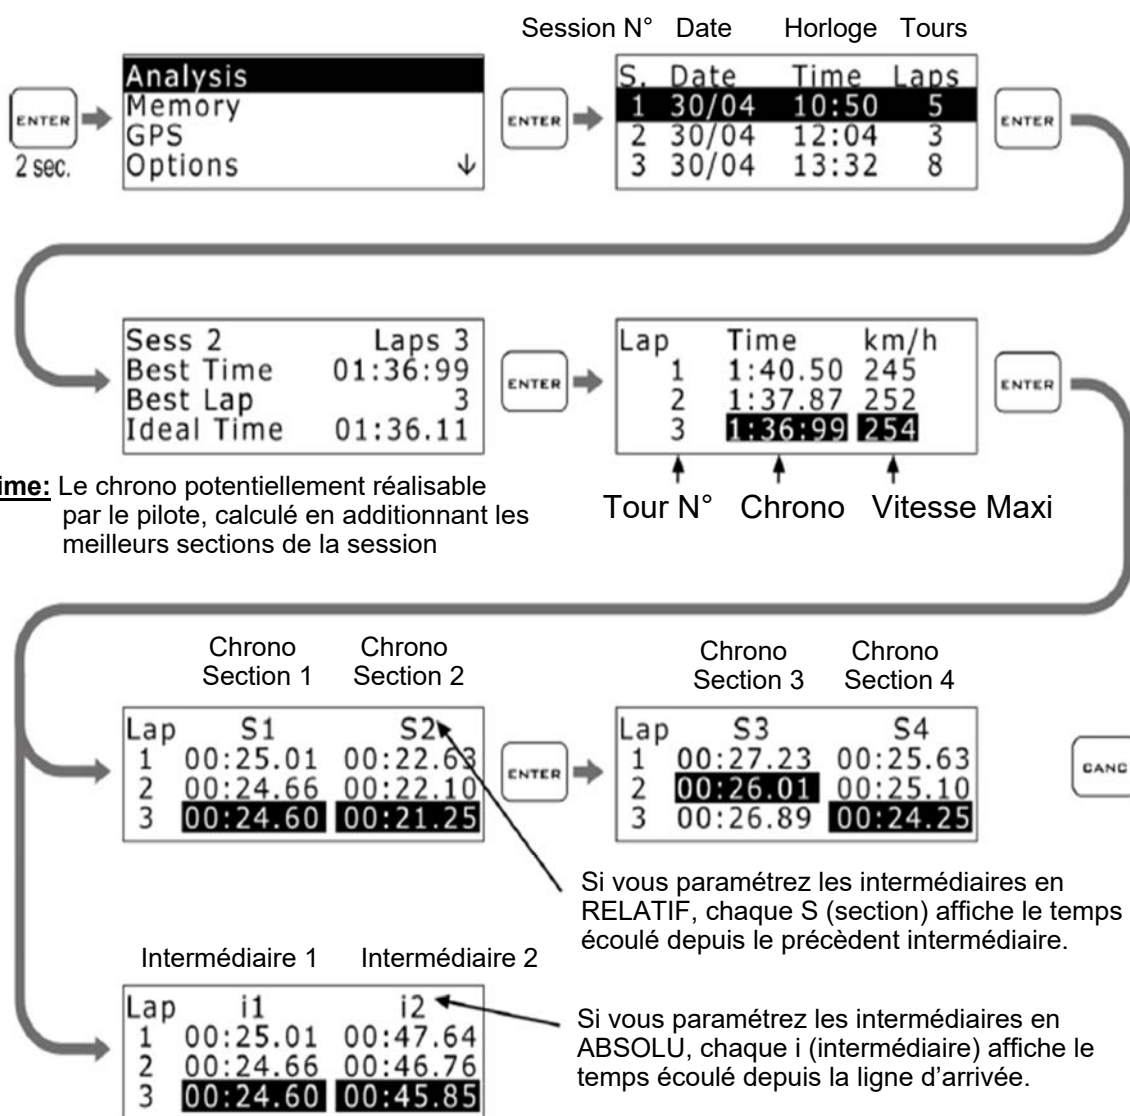 Session N° Date Horloge Tours
ENTER
2 sec.
Analysis
Memory
GPS
Options
ENTER
S. Date Time Laps
1 30/04 10:50 5
2 30/04 12:04 3
3 30/04 13:32 8
ENTER
Sess 2 Laps 3
Best Time 01:36:99
Best Lap 3
Ideal Time 01:36.11
ENTER
Lap Time km/h
1 1:40.50 245
2 1:37.87 252
3 1:36:99 254
ENTER
Tour N° Chrono Vitesse Maxi
ime: Le chrono potentiellement réalisable
par le pilote, calculé en additionnant les
meilleurs sections de la session
Chrono Section 1
Chrono Section 2
Lap S1 S2
1 00:25.01 00:22.63
2 00:24.66 00:22.10
3 00:24.60 00:21.25
ENTER
Chrono Section 3
Chrono Section 4
Lap S3 S4
1 00:27.23 00:25.63
2 00:26.01 00:25.10
3 00:26.89 00:24.25
CANC
Si vous paramétrez les intermédiaires en
RELATIF, chaque S (section) affiche le temps
écoulé depuis le précèdent intermédiaire.
Intermédiaire 1 Intermédiaire 2
Lap i1 i2
1 00:25.01 00:47.64
2 00:24.66 00:46.76
3 00:24.60 00:45.85
Si vous paramétrez les intermédiaires en
ABSOLU, chaque i (intermédiaire) affiche le
temps écoulé depuis la ligne d’arrivée.